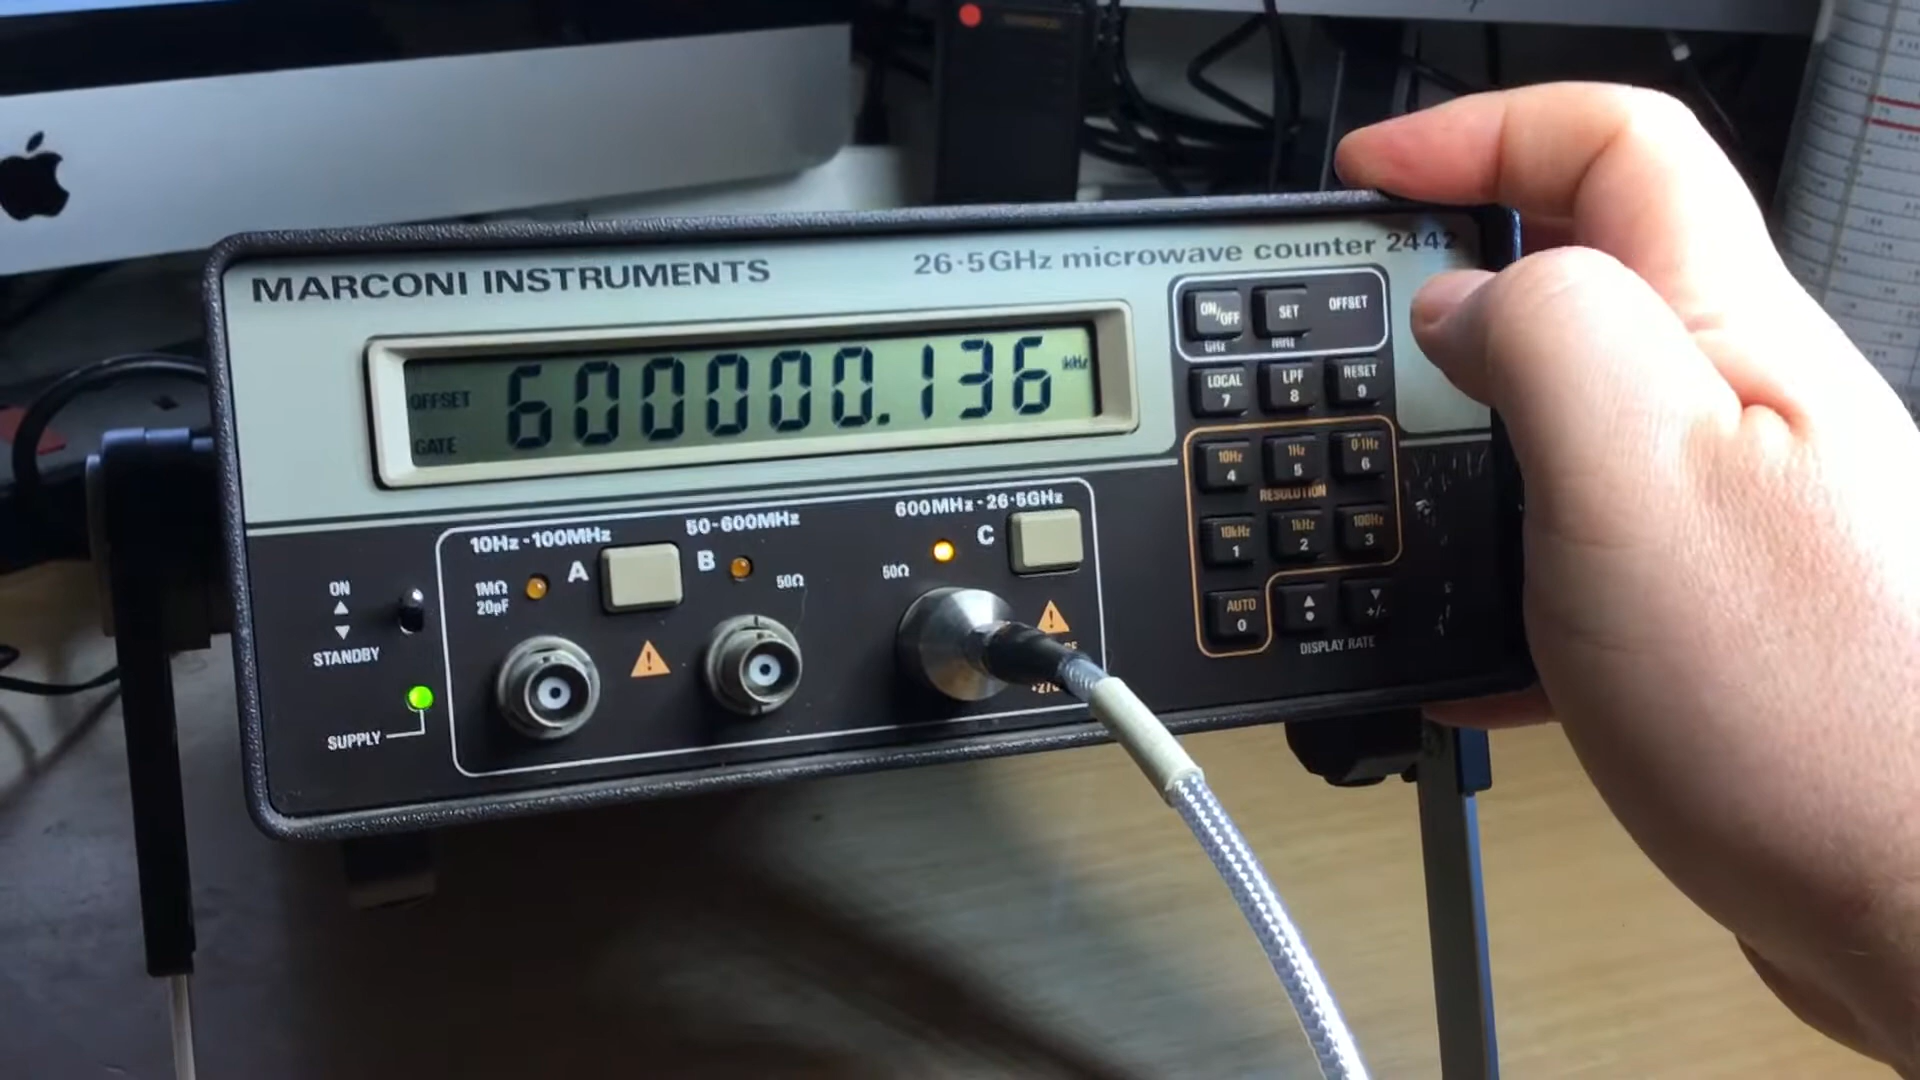 MARCONI INSTRUMENTS
26·5GHz microwave counter 2442
OFFSET
GATE
600000.136
kHz
ON/OFF
SET
OFFSET
GHz
MHz
LOCAL
7
LPF
8
RESET
9
10Hz
4
1Hz
5
0·1Hz
6
RESOLUTION
10kHz
1
1kHz
2
100Hz
3
AUTO
0
+/-
DISPLAY RATE
10Hz-100MHz
50-600MHz
600MHz-26·5GHz
1MΩ
20pF
A
B
50Ω
50Ω
C
ON
STANDBY
SUPPLY